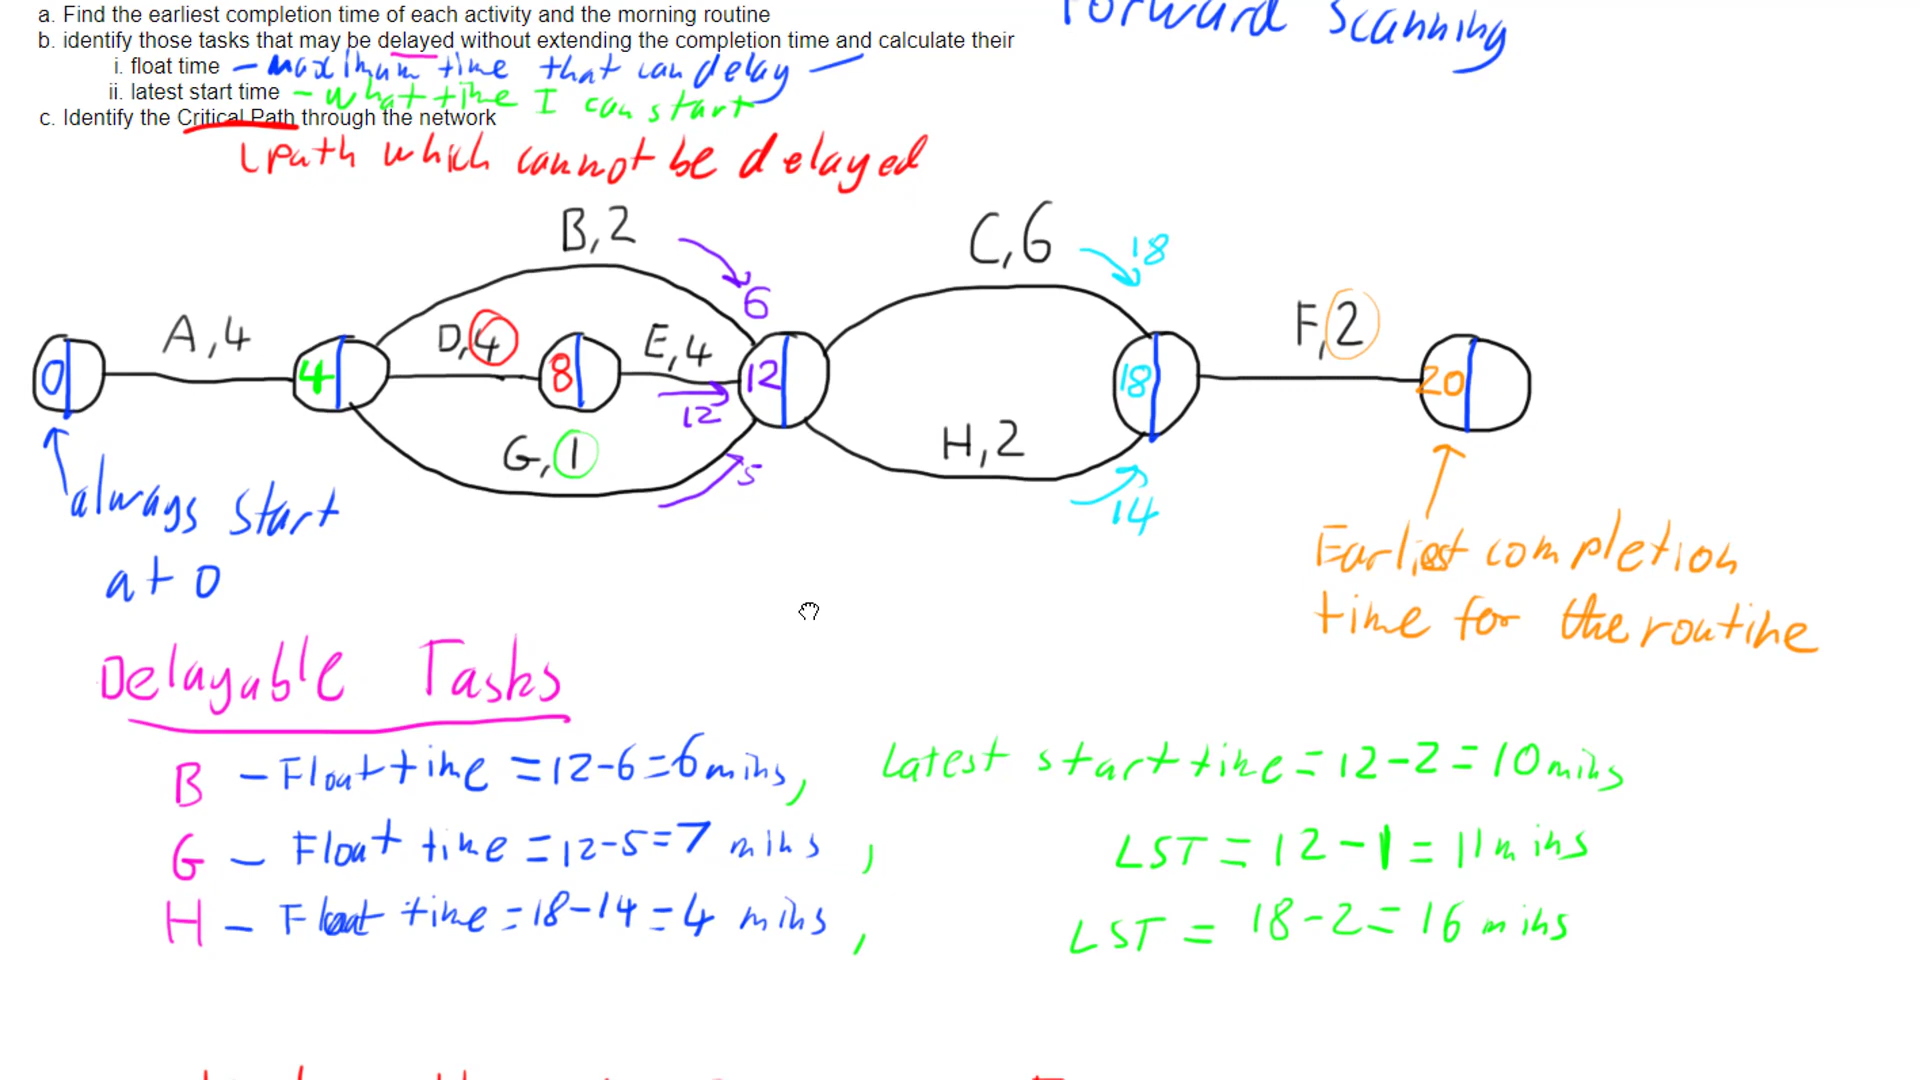 a. Find the earliest completion time of each activity and the morning routine
Forward Scanning
b. identify those tasks that may be delayed without extending the completion time and calculate their
i. float time – maximum time that can delay –
ii. latest start time – what time I can start
c. Identify the Critical Path through the network
path which cannot be delayed
B,2
C,6
18
6
F,2
A,4
D,4
E,4
0
4
8
12
18
20
12
G,1
H,2
5
14
always start
at 0
Earliest completion
time for the routine
Delayable Tasks
B – Float time = 12-6=6mins, Latest start time = 12-2=10mins
G – Float time = 12-5=7 mins, LST = 12-1=11mins
H – Float time = 18-14=4 mins, LST = 18-2=16 mins